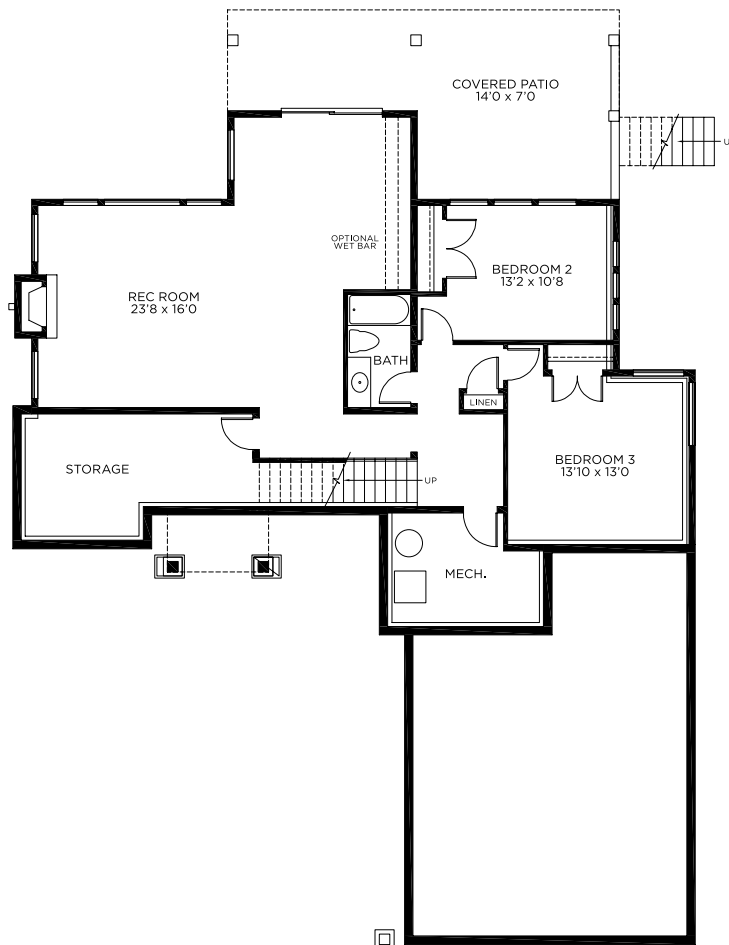 COVERED PATIO
14'0 x 7'0
U
OPTIONAL
WET BAR
BEDROOM 2
13'2 x 10'8
REC ROOM
23'8 x 16'0
BATH
LINEN
BEDROOM 3
13'10 x 13'0
STORAGE
UP
MECH.